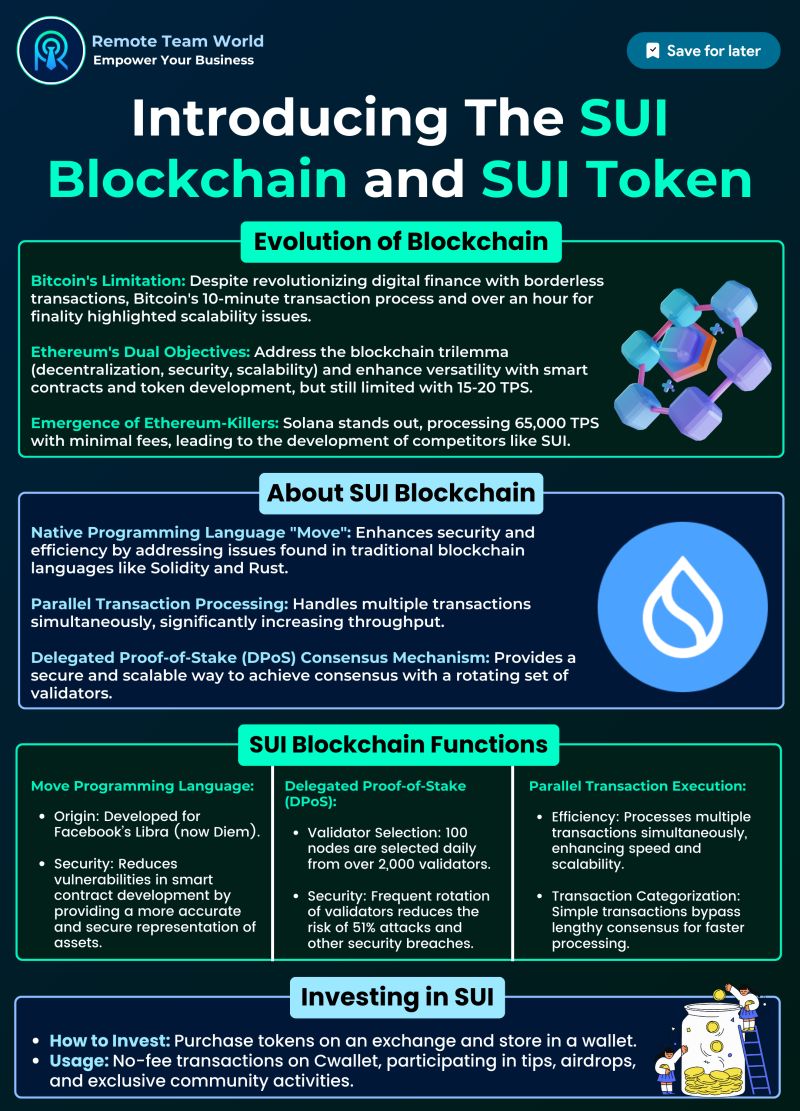 Remote Team World
Empower Your Business
Save for later
Introducing The SUI
Blockchain and SUI Token
Evolution of Blockchain
Bitcoin's Limitation: Despite revolutionizing digital finance with borderless
transactions, Bitcoin's 10-minute transaction process and over an hour for
finality highlighted scalability issues.
Ethereum's Dual Objectives: Address the blockchain trilemma
(decentralization, security, scalability) and enhance versatility with smart
contracts and token development, but still limited with 15-20 TPS.
Emergence of Ethereum-Killers: Solana stands out, processing 65,000 TPS
with minimal fees, leading to the development of competitors like SUI.
About SUI Blockchain
Native Programming Language "Move": Enhances security and
efficiency by addressing issues found in traditional blockchain
languages like Solidity and Rust.
Parallel Transaction Processing: Handles multiple transactions
simultaneously, significantly increasing throughput.
Delegated Proof-of-Stake (DPoS) Consensus Mechanism: Provides a
secure and scalable way to achieve consensus with a rotating set of
validators.
SUI Blockchain Functions
Move Programming Language:
• Origin: Developed for
Facebook's Libra (now Diem).
• Security: Reduces
vulnerabilities in smart
contract development by
providing a more accurate
and secure representation of
assets.
Delegated Proof-of-Stake
(DPoS):
• Validator Selection: 100
nodes are selected daily
from over 2,000 validators.
• Security: Frequent rotation
of validators reduces the
risk of 51% attacks and
other security breaches.
Parallel Transaction Execution:
• Efficiency: Processes multiple
transactions simultaneously,
enhancing speed and
scalability.
• Transaction Categorization:
Simple transactions bypass
lengthy consensus for faster
processing.
Investing in SUI
• How to Invest: Purchase tokens on an exchange and store in a wallet.
• Usage: No-fee transactions on Cwallet, participating in tips, airdrops,
and exclusive community activities.